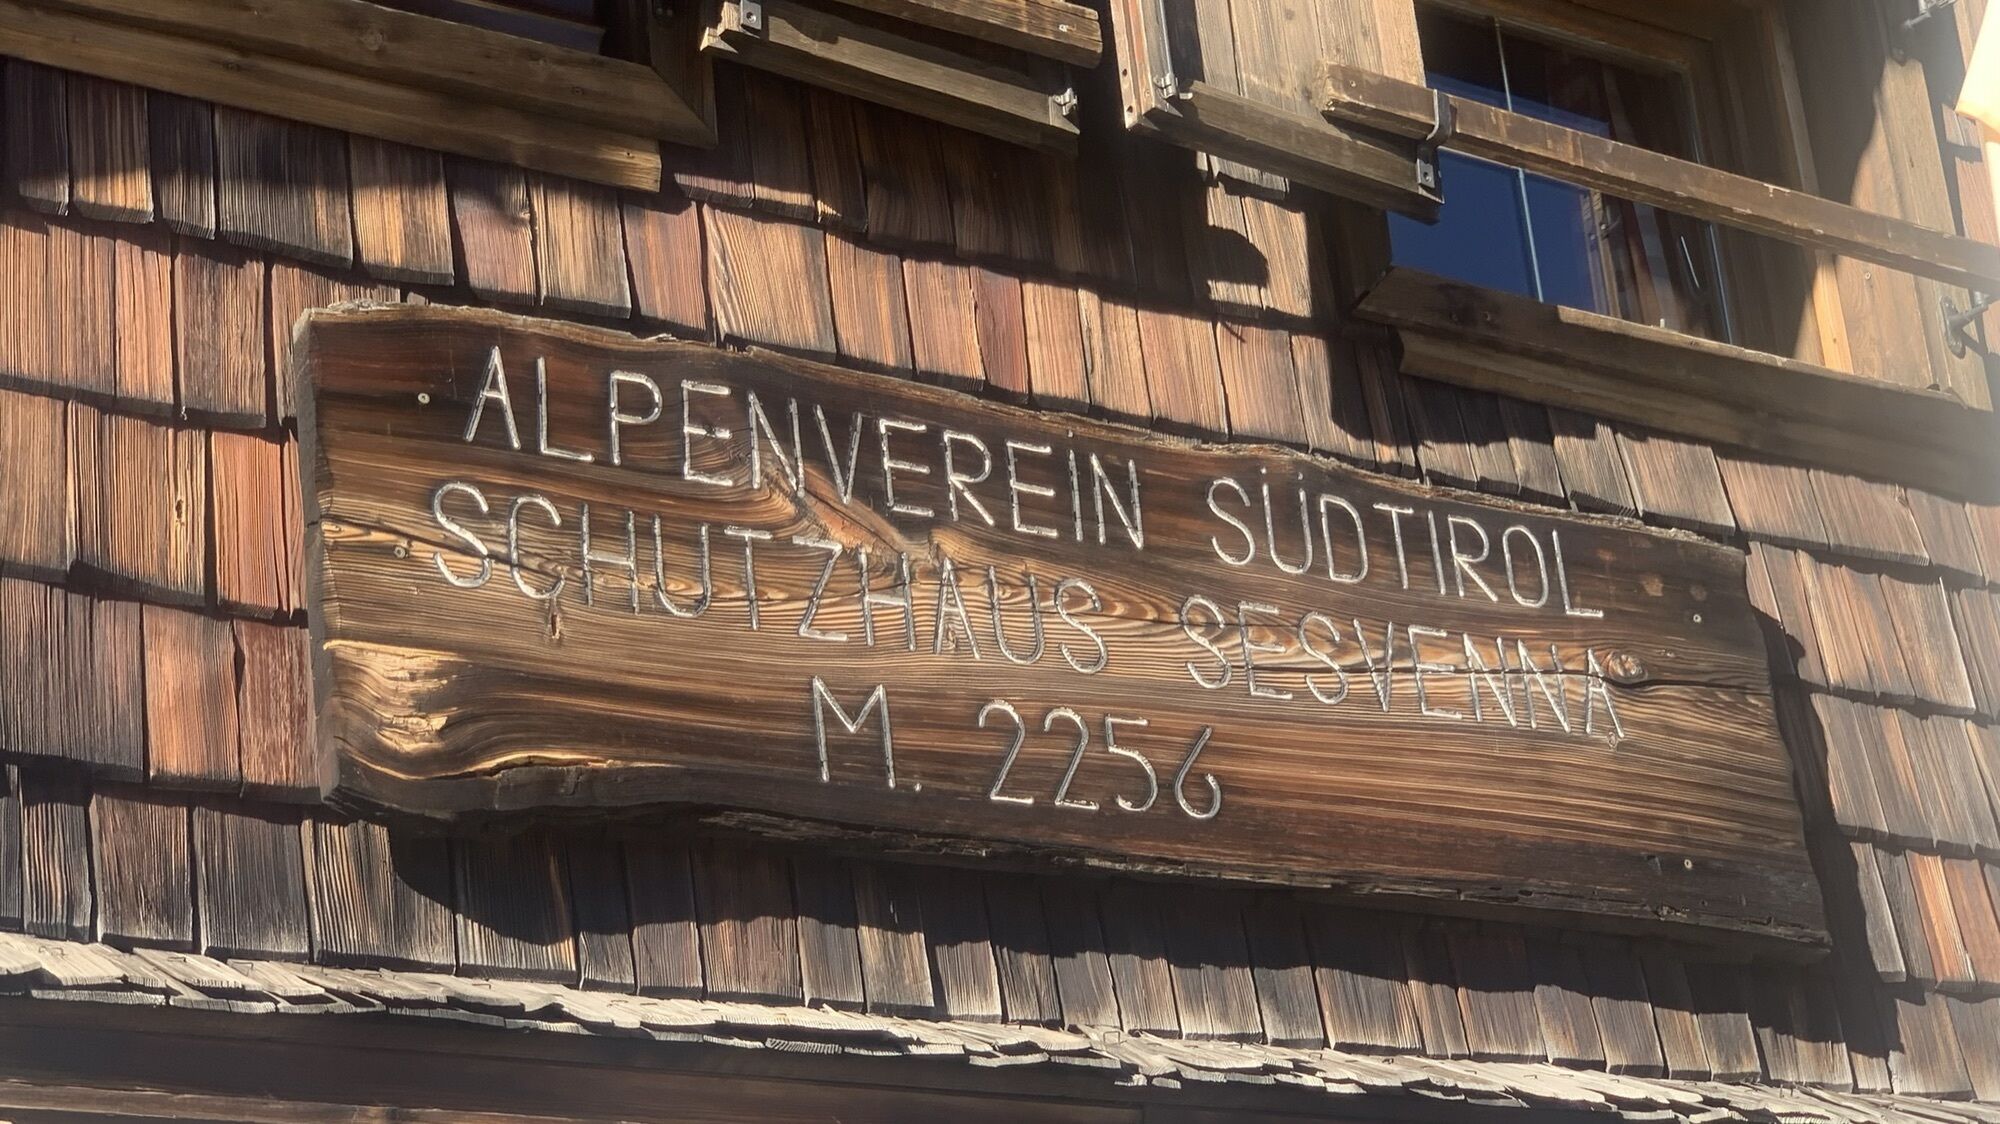 ALPENVEREIN SÜDTIROL
SCHUTZHAUS SESVENNA
M. 2256